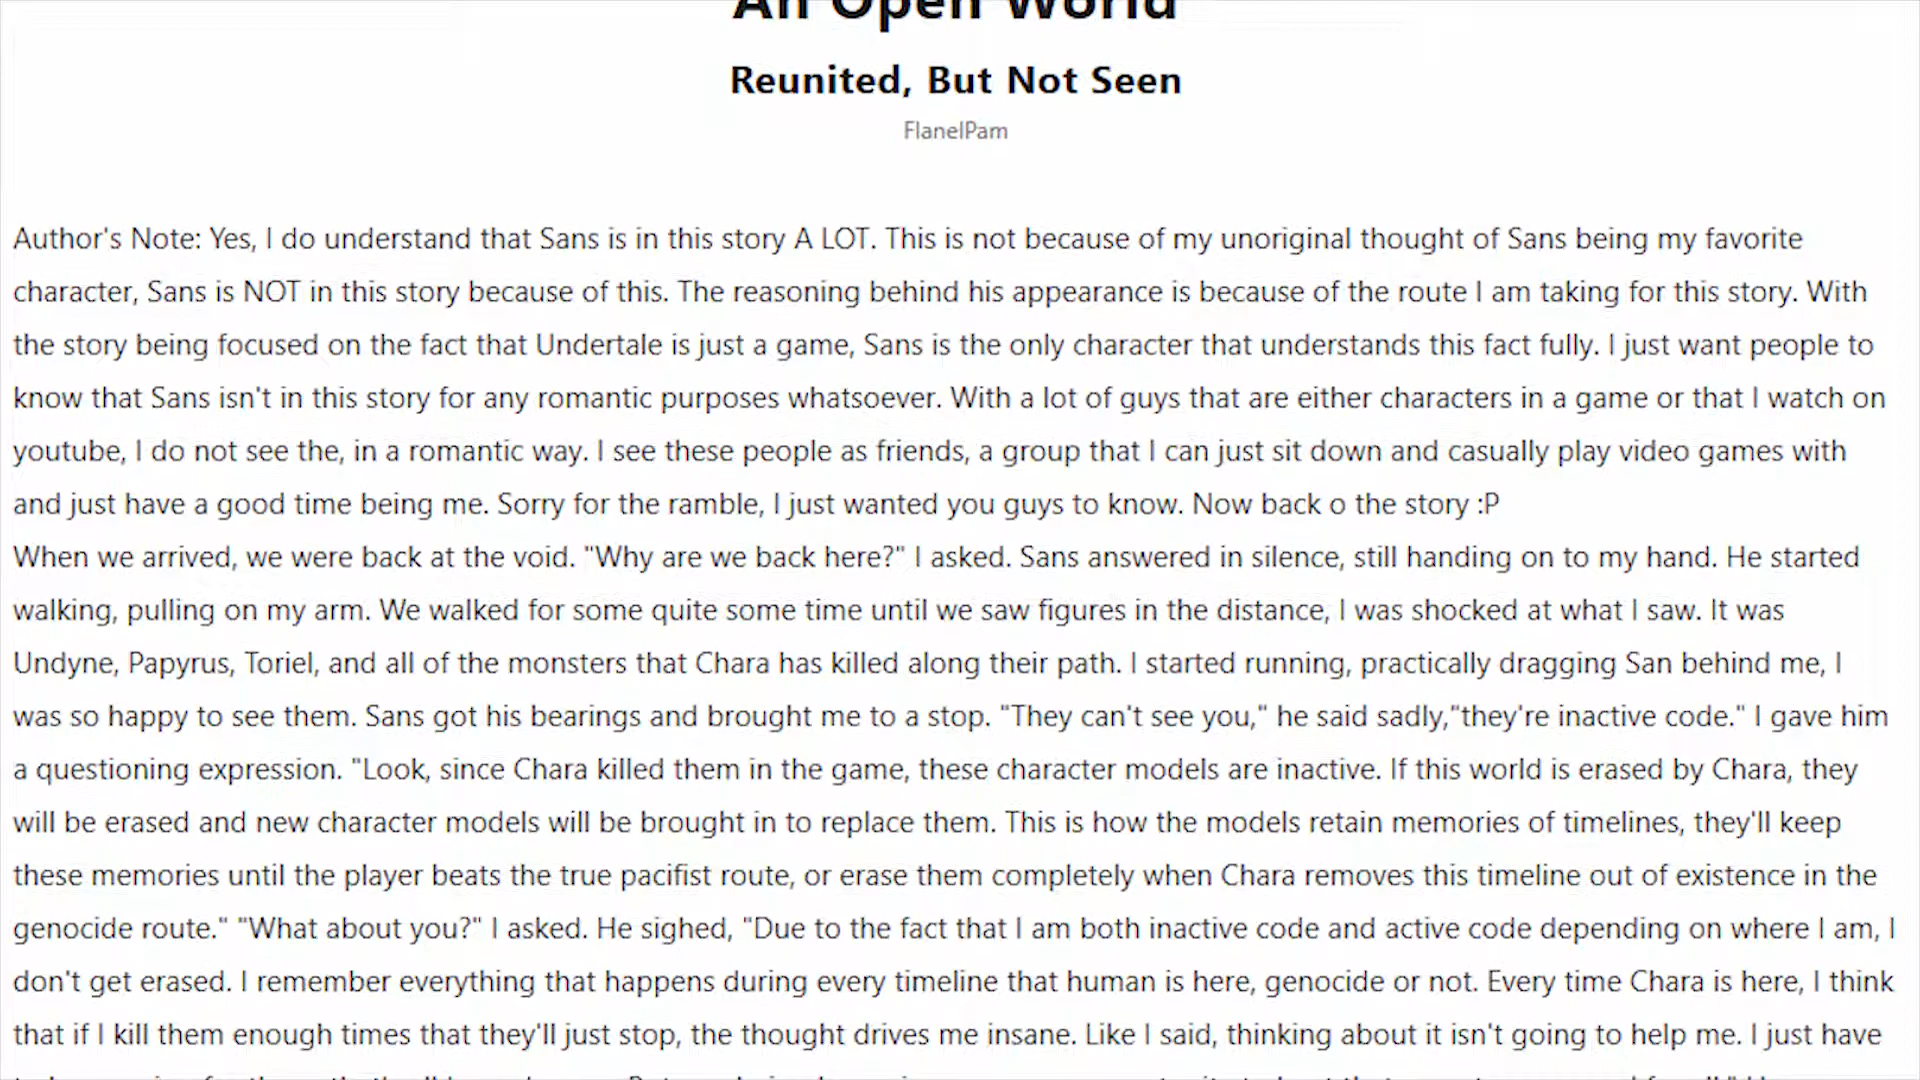 An Open World
Reunited, But Not Seen
FlanelPam
Author's Note: Yes, I do understand that Sans is in this story A LOT. This is not because of my unoriginal thought of Sans being my favorite
character, Sans is NOT in this story because of this. The reasoning behind his appearance is because of the route I am taking for this story. With
the story being focused on the fact that Undertale is just a game, Sans is the only character that understands this fact fully. I just want people to
know that Sans isn't in this story for any romantic purposes whatsoever. With a lot of guys that are either characters in a game or that I watch on
youtube, I do not see the, in a romantic way. I see these people as friends, a group that I can just sit down and casually play video games with
and just have a good time being me. Sorry for the ramble, I just wanted you guys to know. Now back o the story :P
When we arrived, we were back at the void. "Why are we back here?" I asked. Sans answered in silence, still handing on to my hand. He started
walking, pulling on my arm. We walked for some quite some time until we saw figures in the distance, I was shocked at what I saw. It was
Undyne, Papyrus, Toriel, and all of the monsters that Chara has killed along their path. I started running, practically dragging San behind me, I
was so happy to see them. Sans got his bearings and brought me to a stop. "They can't see you," he said sadly,"they're inactive code." I gave him
a questioning expression. "Look, since Chara killed them in the game, these character models are inactive. If this world is erased by Chara, they
will be erased and new character models will be brought in to replace them. This is how the models retain memories of timelines, they'll keep
these memories until the player beats the true pacifist route, or erase them completely when Chara removes this timeline out of existence in the
genocide route." "What about you?" I asked. He sighed, "Due to the fact that I am both inactive code and active code depending on where I am, I
don't get erased. I remember everything that happens during every timeline that human is here, genocide or not. Every time Chara is here, I think
that if I kill them enough times that they'll just stop, the thought drives me insane. Like I said, thinking about it isn't going to help me. I just have